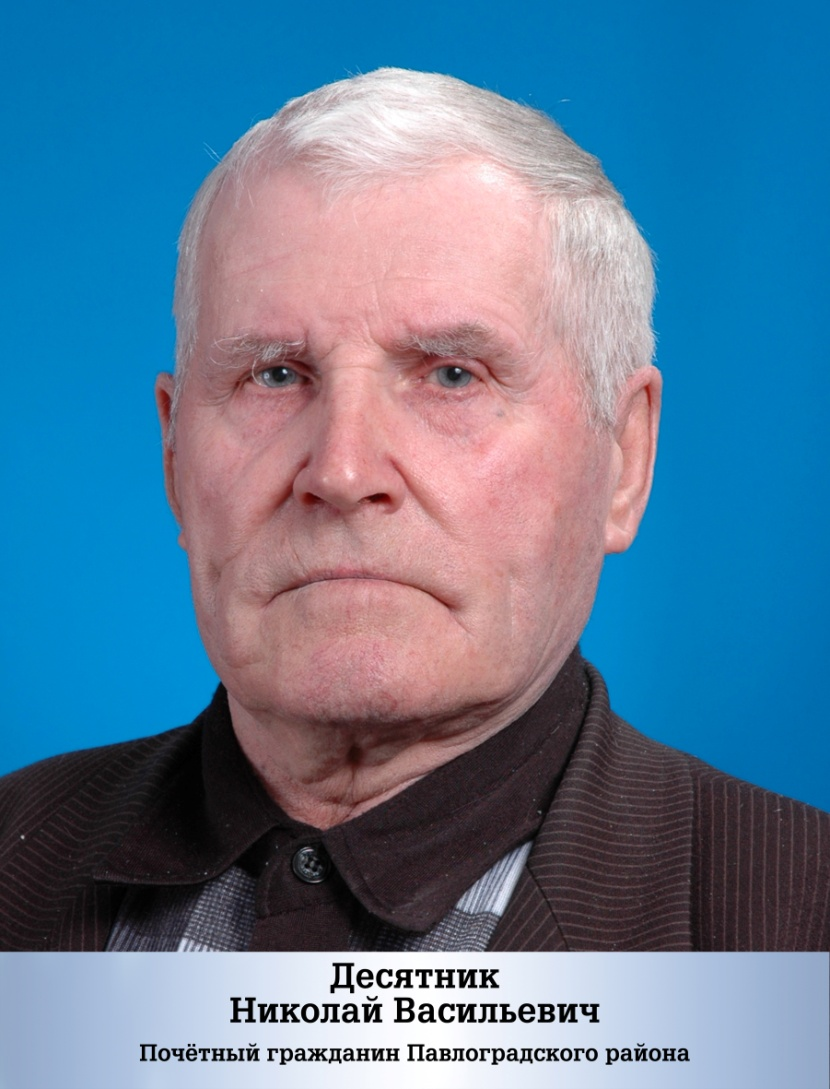 Десятник
Николай Васильевич
Почётный гражданин Павлоградского района